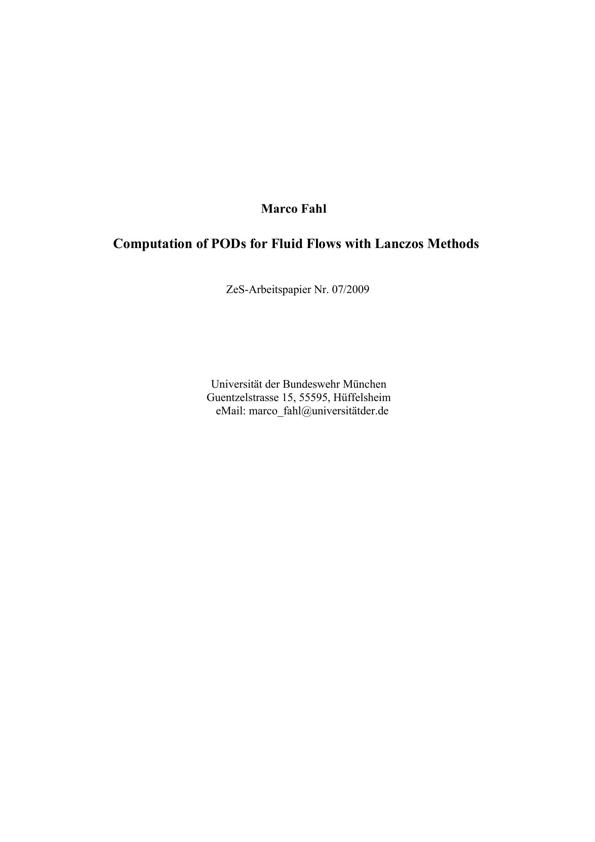 Marco Fahl
Computation of PODs for Fluid Flows with Lanczos Methods
ZeS-Arbeitspapier Nr. 07/2009
Universität der Bundeswehr München
Guentzelstrasse 15, 55595, Hüffelsheim
eMail: marco_fahl@universitätder.de